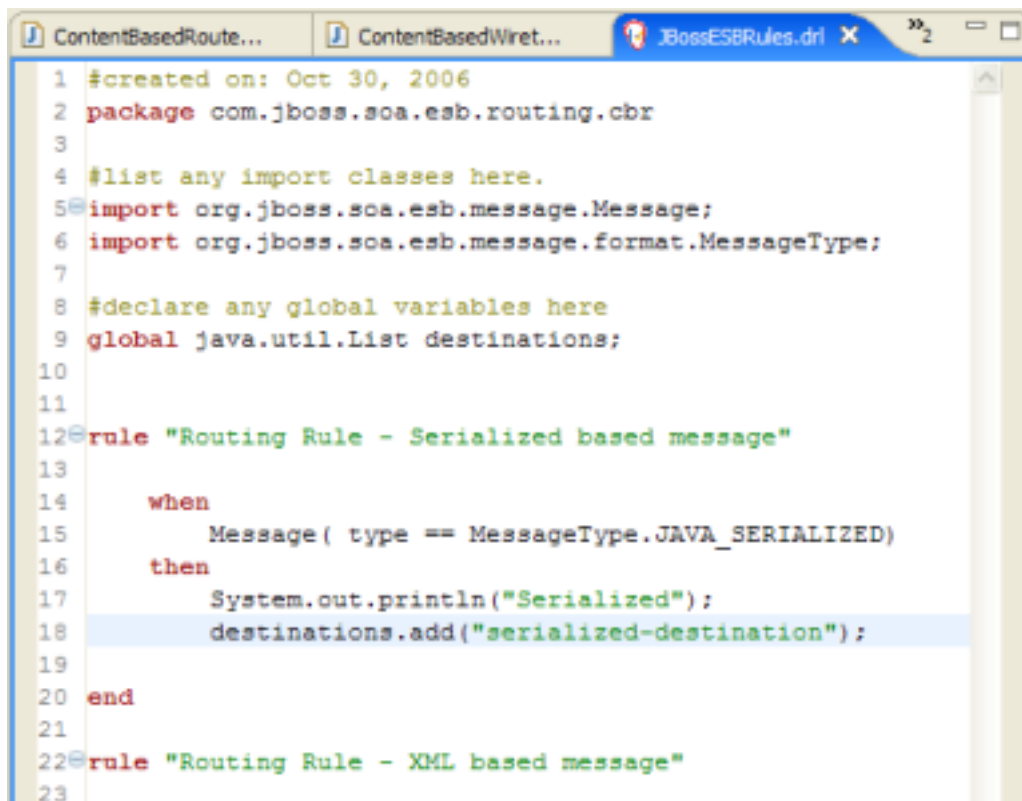 ContentBasedRoute... ContentBasedWiret... JBossESBRules.drl »2
1 #created on: Oct 30, 2006
2 package com.jboss.soa.esb.routing.cbr
3
4 #list any import classes here.
5 import org.jboss.soa.esb.message.Message;
6 import org.jboss.soa.esb.message.format.MessageType;
7
8 #declare any global variables here
9 global java.util.List destinations;
10
11
12 rule "Routing Rule - Serialized based message"
13
14 when
15 Message( type == MessageType.JAVA_SERIALIZED)
16 then
17 System.out.println("Serialized");
18 destinations.add("serialized-destination");
19
20 end
21
22 rule "Routing Rule - XML based message"
23